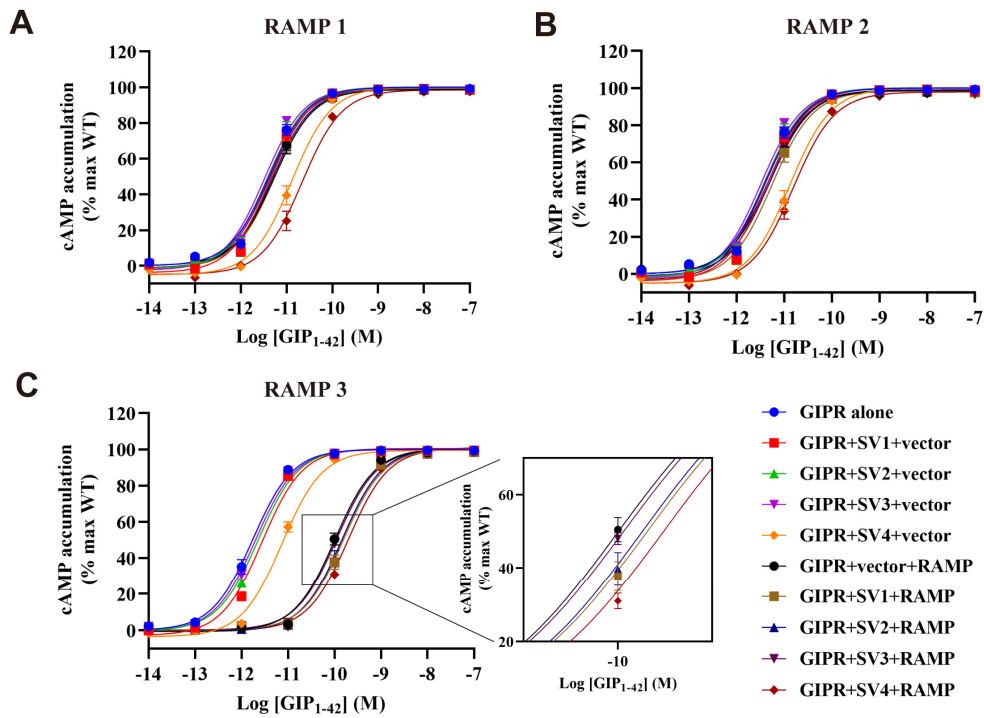 A
RAMP 1
cAMP accumulation
(% max WT)
120
100
80
60
40
20
0
-14 -13 -12 -11 -10 -9 -8 -7
Log [GIP1-42] (M)
B
RAMP 2
cAMP accumulation
(% max WT)
120
100
80
60
40
20
0
-14 -13 -12 -11 -10 -9 -8 -7
Log [GIP1-42] (M)
C
RAMP 3
cAMP accumulation
(% max WT)
120
100
80
60
40
20
0
-14 -13 -12 -11 -10 -9 -8 -7
Log [GIP1-42] (M)
cAMP accumulation
(% max WT)
60
40
20
-10
Log [GIP1-42] (M)
GIPR alone
GIPR+SV1+vector
GIPR+SV2+vector
GIPR+SV3+vector
GIPR+SV4+vector
GIPR+vector+RAMP
GIPR+SV1+RAMP
GIPR+SV2+RAMP
GIPR+SV3+RAMP
GIPR+SV4+RAMP